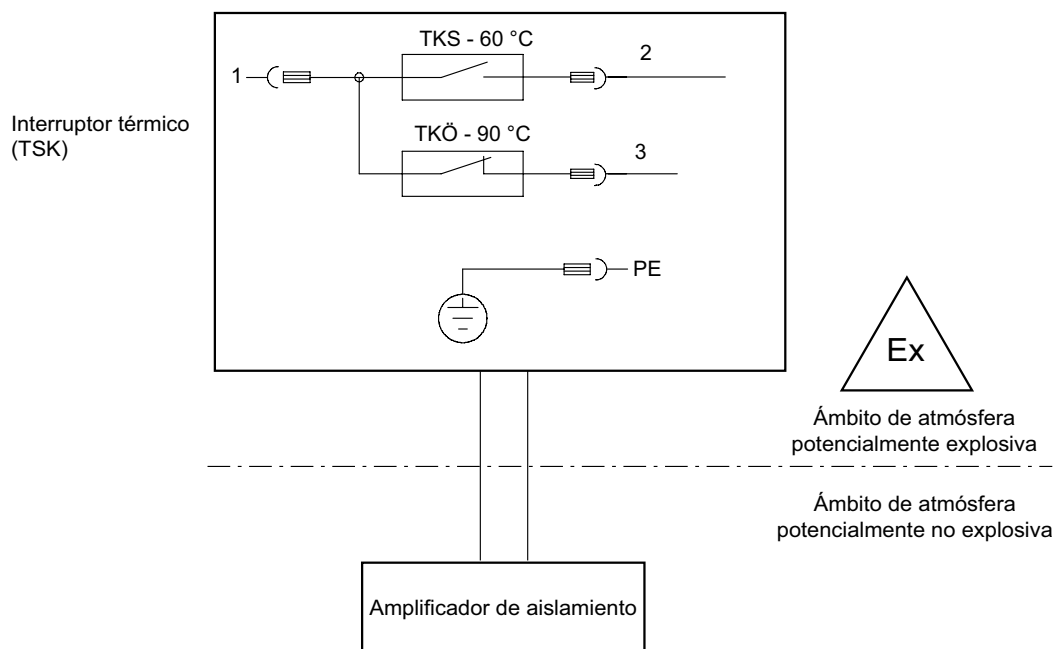 TKS - 60 °C
1
2
Interruptor térmico
(TSK)
TKÖ - 90 °C
3
PE
Ex
Ámbito de atmósfera
potencialmente explosiva
Ámbito de atmósfera
potencialmente no explosiva
Amplificador de aislamiento